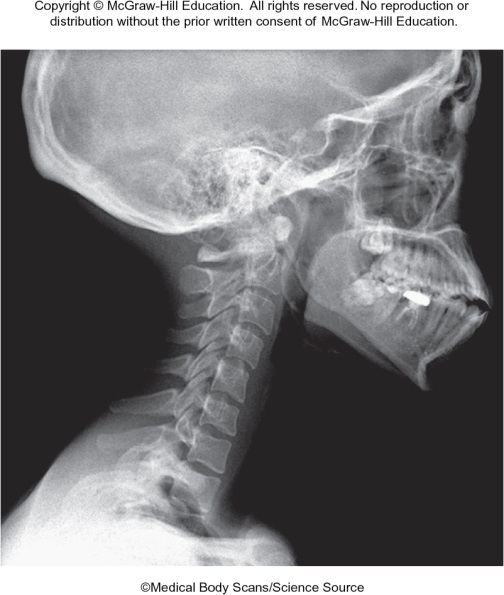 Copyright © McGraw-Hill Education. All rights reserved. No reproduction or
distribution without the prior written consent of McGraw-Hill Education.
©Medical Body Scans/Science Source